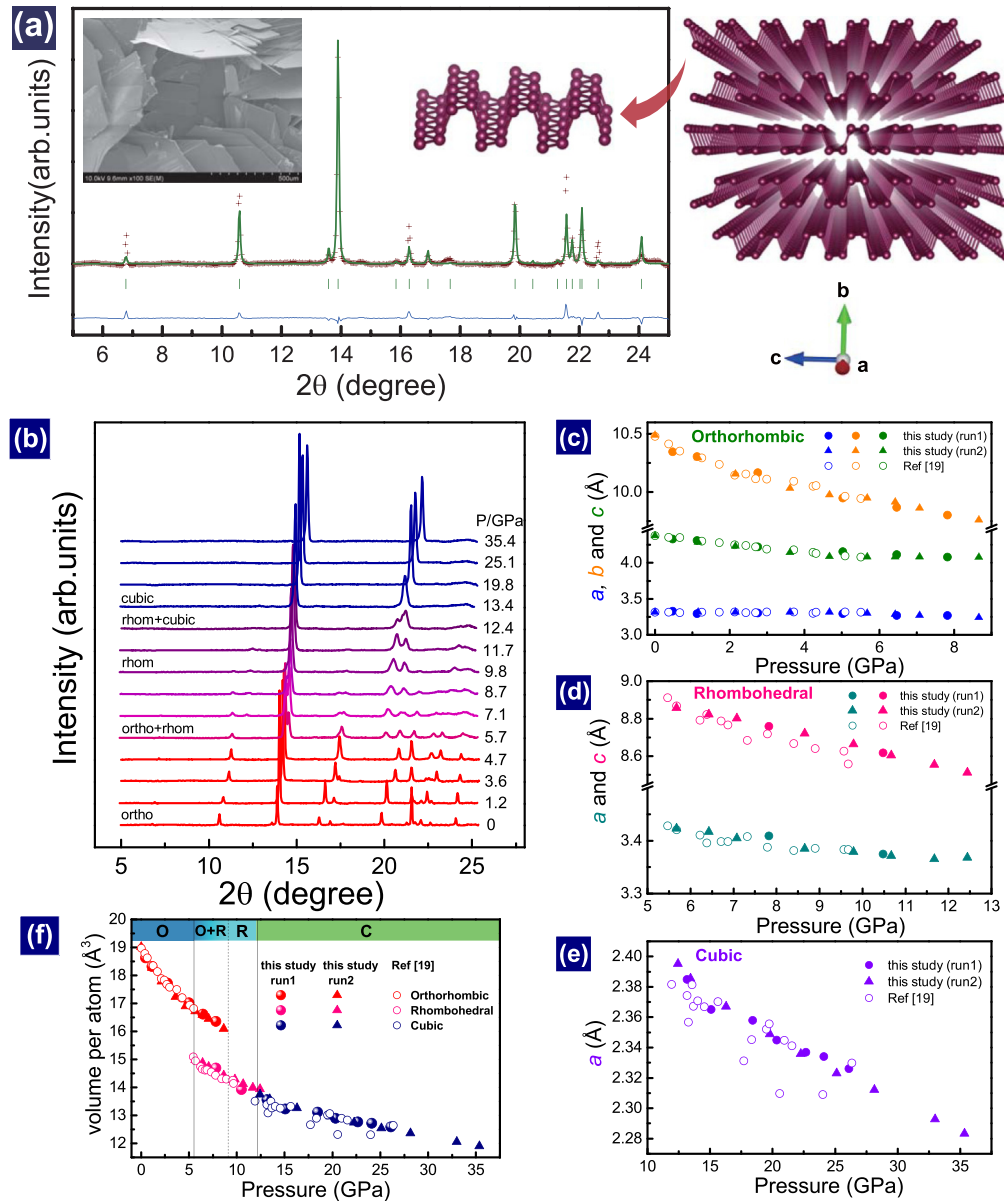 (a)
Intensity(arb.units)
10.0kV 8.6mm x100 SE(M)
500um
6 8 10 12 14 16 18 20 22 24
2θ (degree)
b
c
a
(b)
Intensity (arb.units)
P/GPa
35.4
25.1
19.8
cubic
13.4
rhom+cubic
12.4
11.7
rhom
9.8
8.7
7.1
ortho+rhom
5.7
4.7
3.6
1.2
ortho
0
5 10 15 20 25
2θ (degree)
(c)
a, b and c (Å)
Orthorhombic
this study (run1)
this study (run2)
Ref [19]
10.5
10.0
4.0
3.5
3.0
0 2 4 6 8
Pressure (GPa)
(d)
a and c (Å)
Rhombohedral
this study (run1)
this study (run2)
Ref [19]
9.0
8.8
8.6
3.4
3.3
5 6 7 8 9 10 11 12 13
Pressure (GPa)
(f)
volume per atom (Å³)
O O+R R C
this study this study Ref [19]
run1 run2
Orthorhombic
Rhombohedral
Cubic
20
19
18
17
16
15
14
13
12
0 5 10 15 20 25 30 35
Pressure (GPa)
(e)
a (Å)
Cubic
this study (run1)
this study (run2)
Ref [19]
2.40
2.38
2.36
2.34
2.32
2.30
2.28
10 15 20 25 30 35
Pressure (GPa)